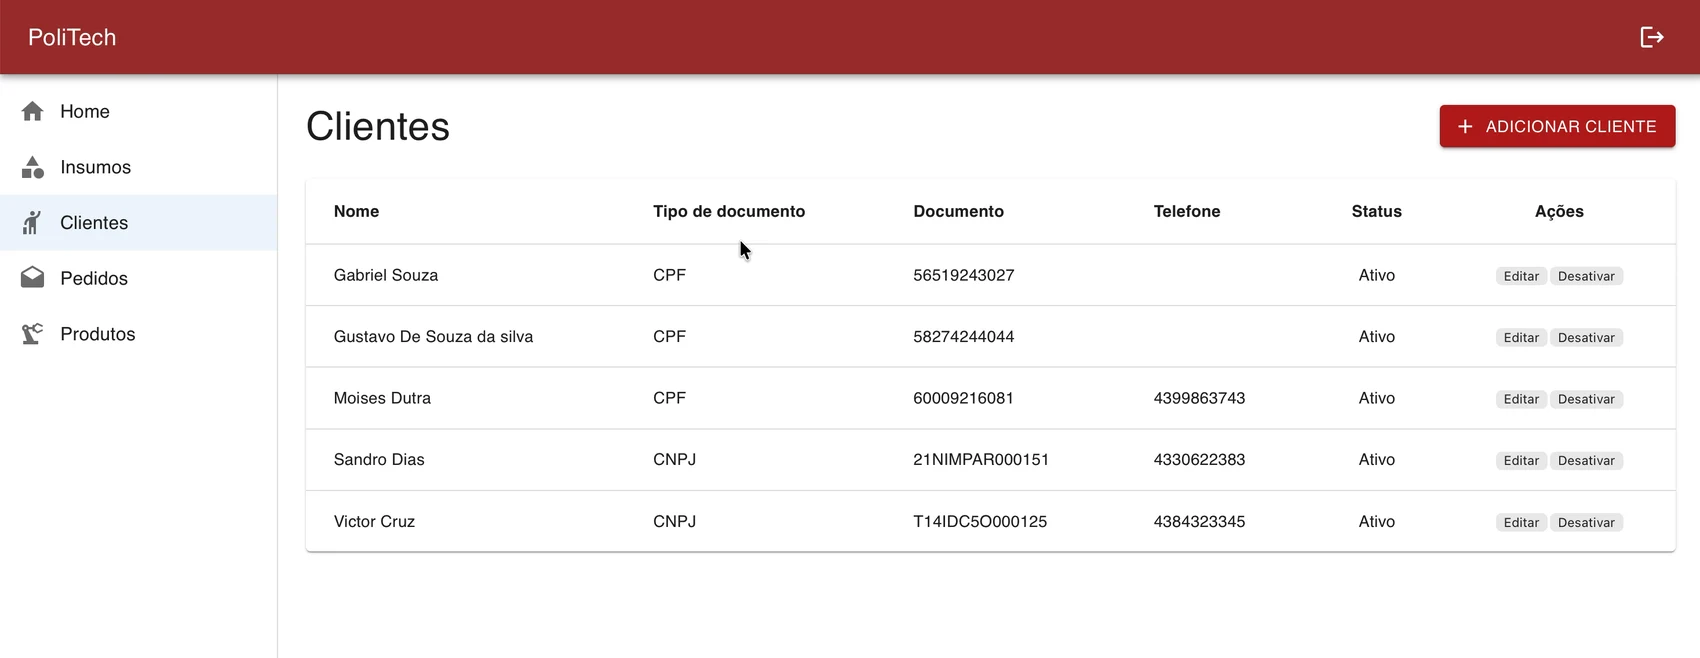 PoliTech
Home
Insumos
Clientes
Pedidos
Produtos
Clientes
ADICIONAR CLIENTE
Nome Tipo de documento Documento Telefone Status Ações
Gabriel Souza CPF 56519243027 Ativo Editar Desativar
Gustavo De Souza da silva CPF 58274244044 Ativo Editar Desativar
Moises Dutra CPF 60009216081 4399863743 Ativo Editar Desativar
Sandro Dias CNPJ 21NIMPAR000151 4330622383 Ativo Editar Desativar
Victor Cruz CNPJ T14IDC5O000125 4384323345 Ativo Editar Desativar